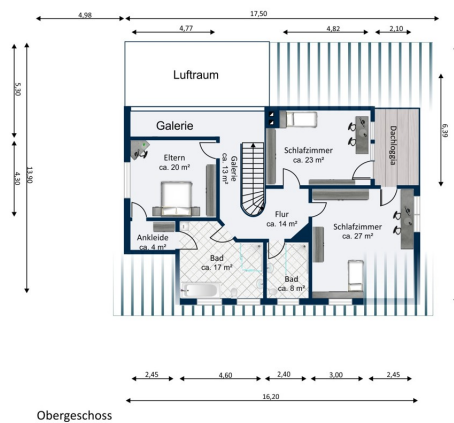 17,50
4,98
4,77
4,82
2,10
Luftraum
5,30
13,90
4,30
6,39
Galerie
Galerie
ca. 13 m²
Schlafzimmer
ca. 23 m²
Dachloggia
Eltern
ca. 20 m²
Flur
ca. 14 m²
Schlafzimmer
ca. 27 m²
Ankleide
ca. 4 m²
Bad
ca. 17 m²
Bad
ca. 8 m²
2,45
4,60
2,40
3,00
2,45
16,20
Obergeschoss